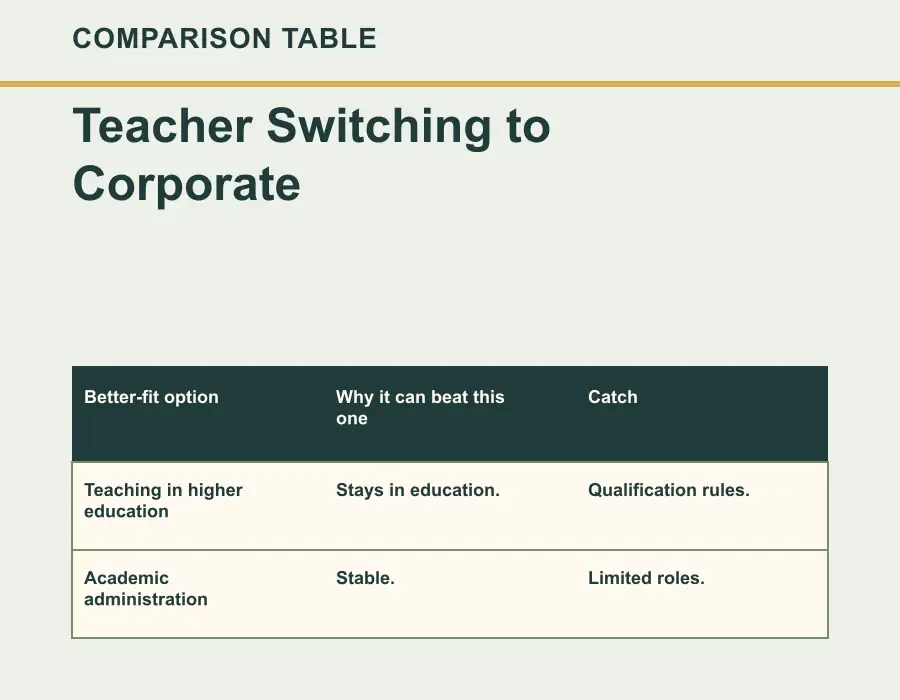 COMPARISON TABLE
Teacher Switching to
Corporate
Better-fit option
Why it can beat this
one
Catch
Teaching in higher
education
Stays in education.
Qualification rules.
Academic
administration
Stable.
Limited roles.